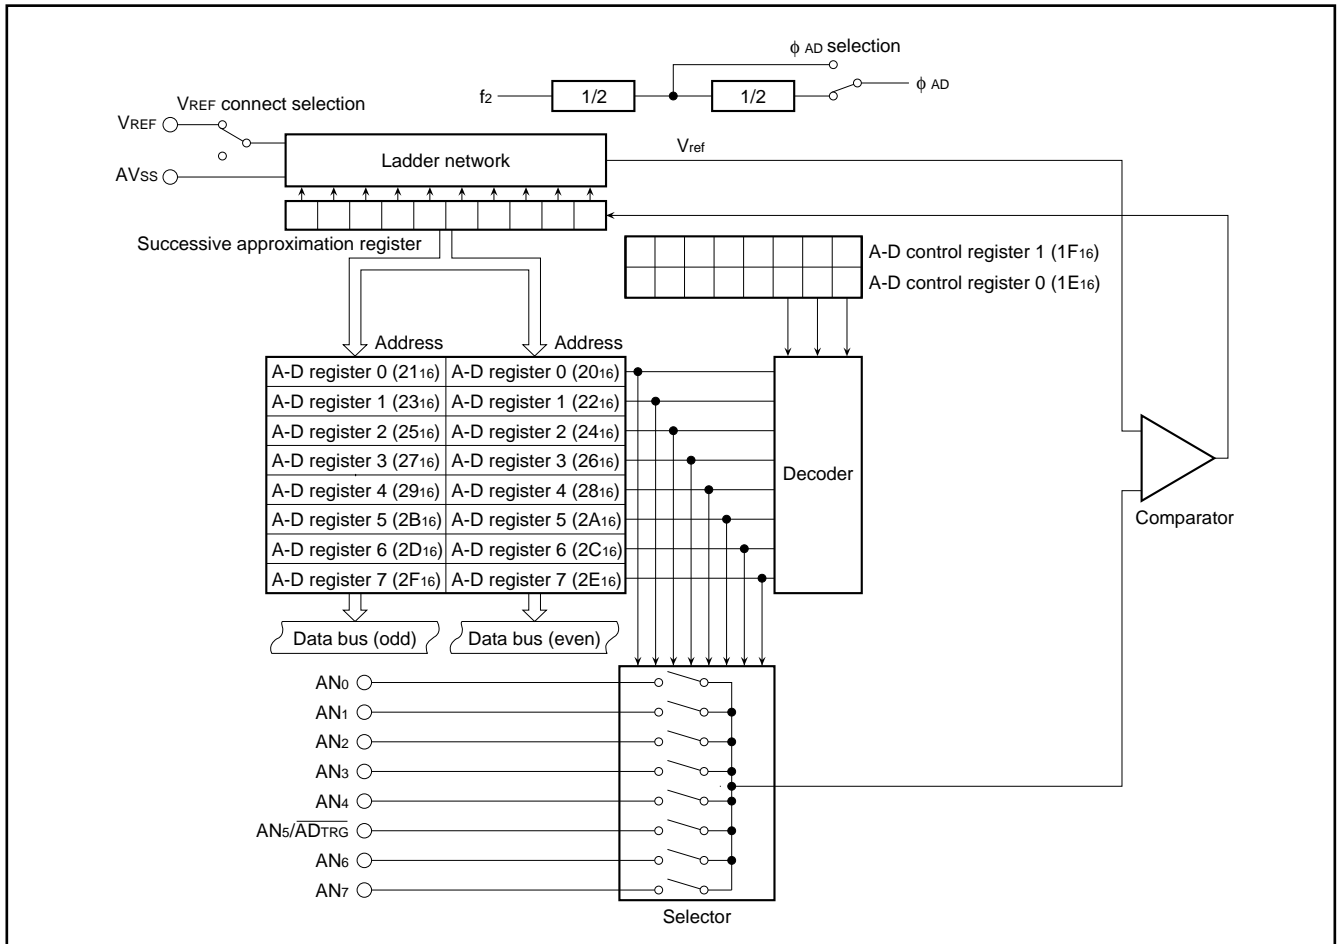 ϕ AD selection
f2
1/2
1/2
ϕ AD
VREF connect selection
VREF
AVSS
Ladder network
Vref
Successive approximation register
A-D control register 1 (1F16)
A-D control register 0 (1E16)
Address
Address
A-D register 0 (2116) A-D register 0 (2016)
A-D register 1 (2316) A-D register 1 (2216)
A-D register 2 (2516) A-D register 2 (2416)
A-D register 3 (2716) A-D register 3 (2616)
A-D register 4 (2916) A-D register 4 (2816)
A-D register 5 (2B16) A-D register 5 (2A16)
A-D register 6 (2D16) A-D register 6 (2C16)
A-D register 7 (2F16) A-D register 7 (2E16)
Decoder
Comparator
Data bus (odd)
Data bus (even)
AN0
AN1
AN2
AN3
AN4
AN5/ADTRG
AN6
AN7
Selector